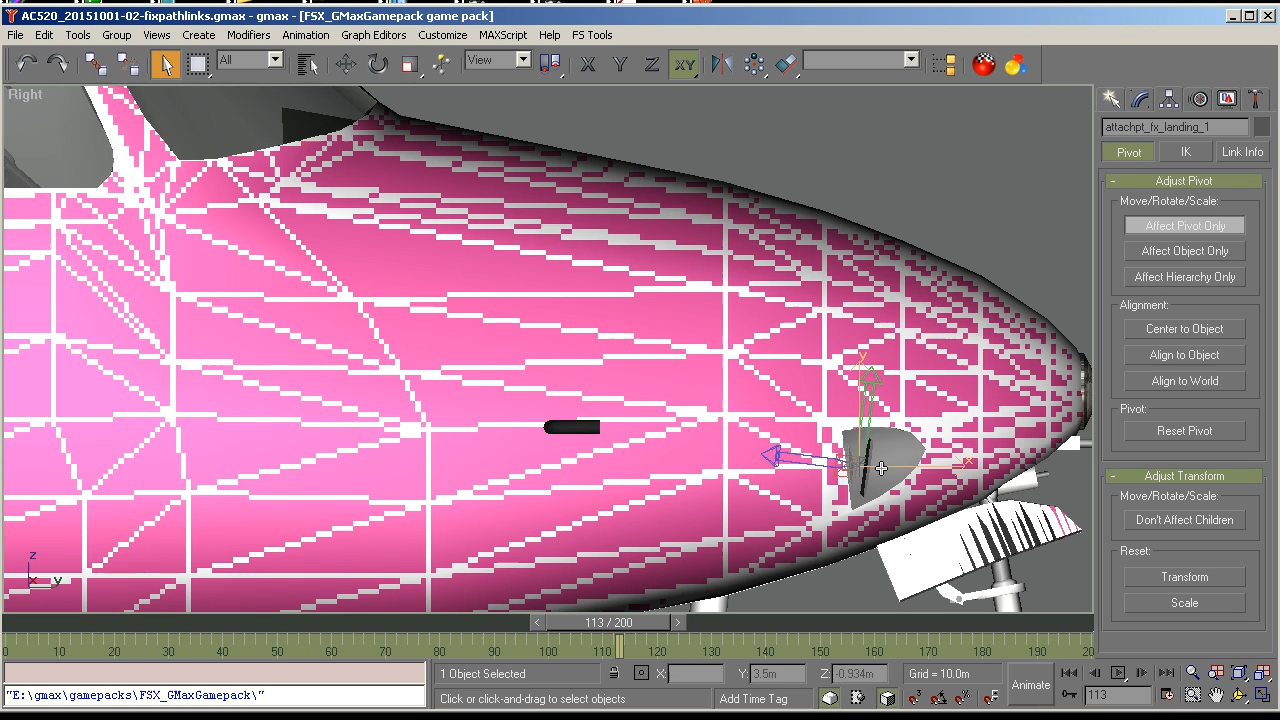 AC520_20151001-02-fixpathlinks.gmax - gmax - [FSX_GMaxGamepack game pack]
File Edit Tools Group Views Create Modifiers Animation Graph Editors Customize MAXScript Help FS Tools
All View X Y Z XY
Right
attachpt_fx_landing_1
Pivot IK Link Info
- Adjust Pivot
Move/Rotate/Scale:
Affect Pivot Only
Affect Object Only
Affect Hierarchy Only
Alignment:
Center to Object
Align to Object
Align to World
Pivot:
Reset Pivot
- Adjust Transform
Move/Rotate/Scale:
Don't Affect Children
Reset:
Transform
Scale
y
x
z
x y
< 113 / 200 >
0 10 20 30 40 50 60 70 80 90 100 110 120 130 140 150 160 170 180 190 20
1 Object Selected X: Y: 3.5m Z: -0.934m Grid = 10.0m
Animate
"E:\gmax\gamepacks\FSX_GMaxGamepack\"
Click or click-and-drag to select objects Add Time Tag 113